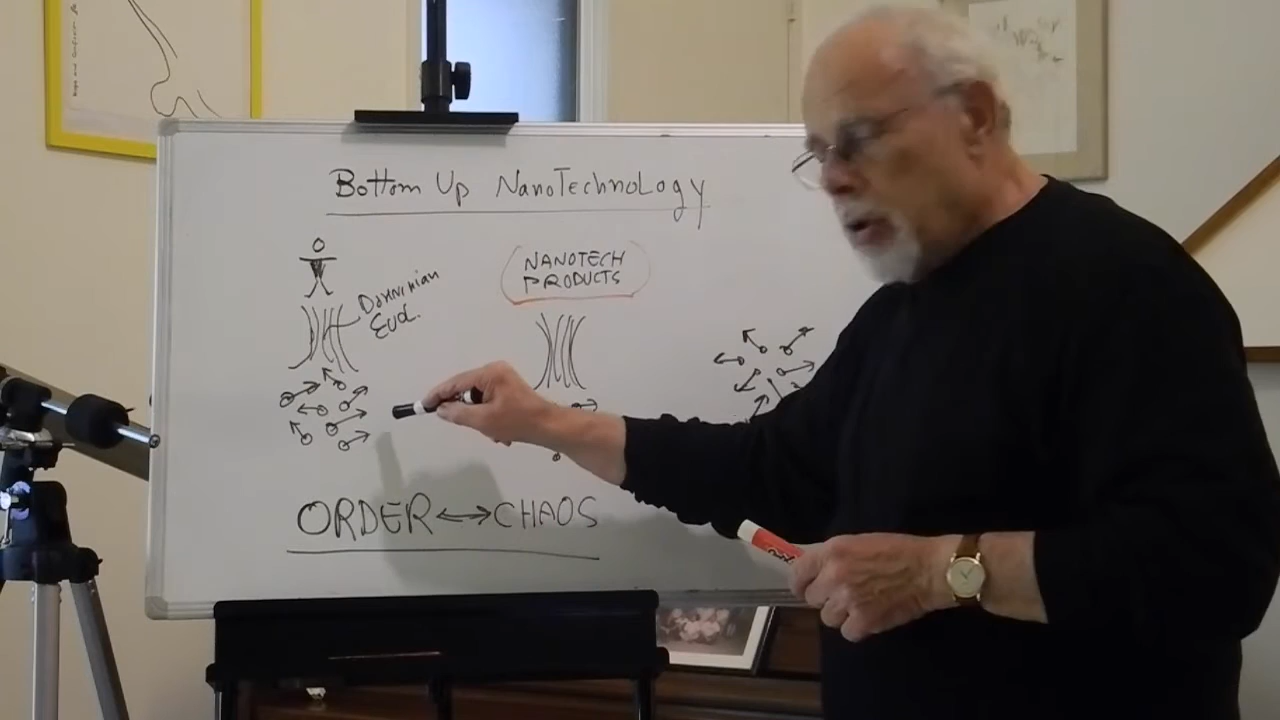 Bottom Up NanoTechnology
Darwinian
Evol.
NANOTECH
PRODUCTS
ORDER ↔ CHAOS